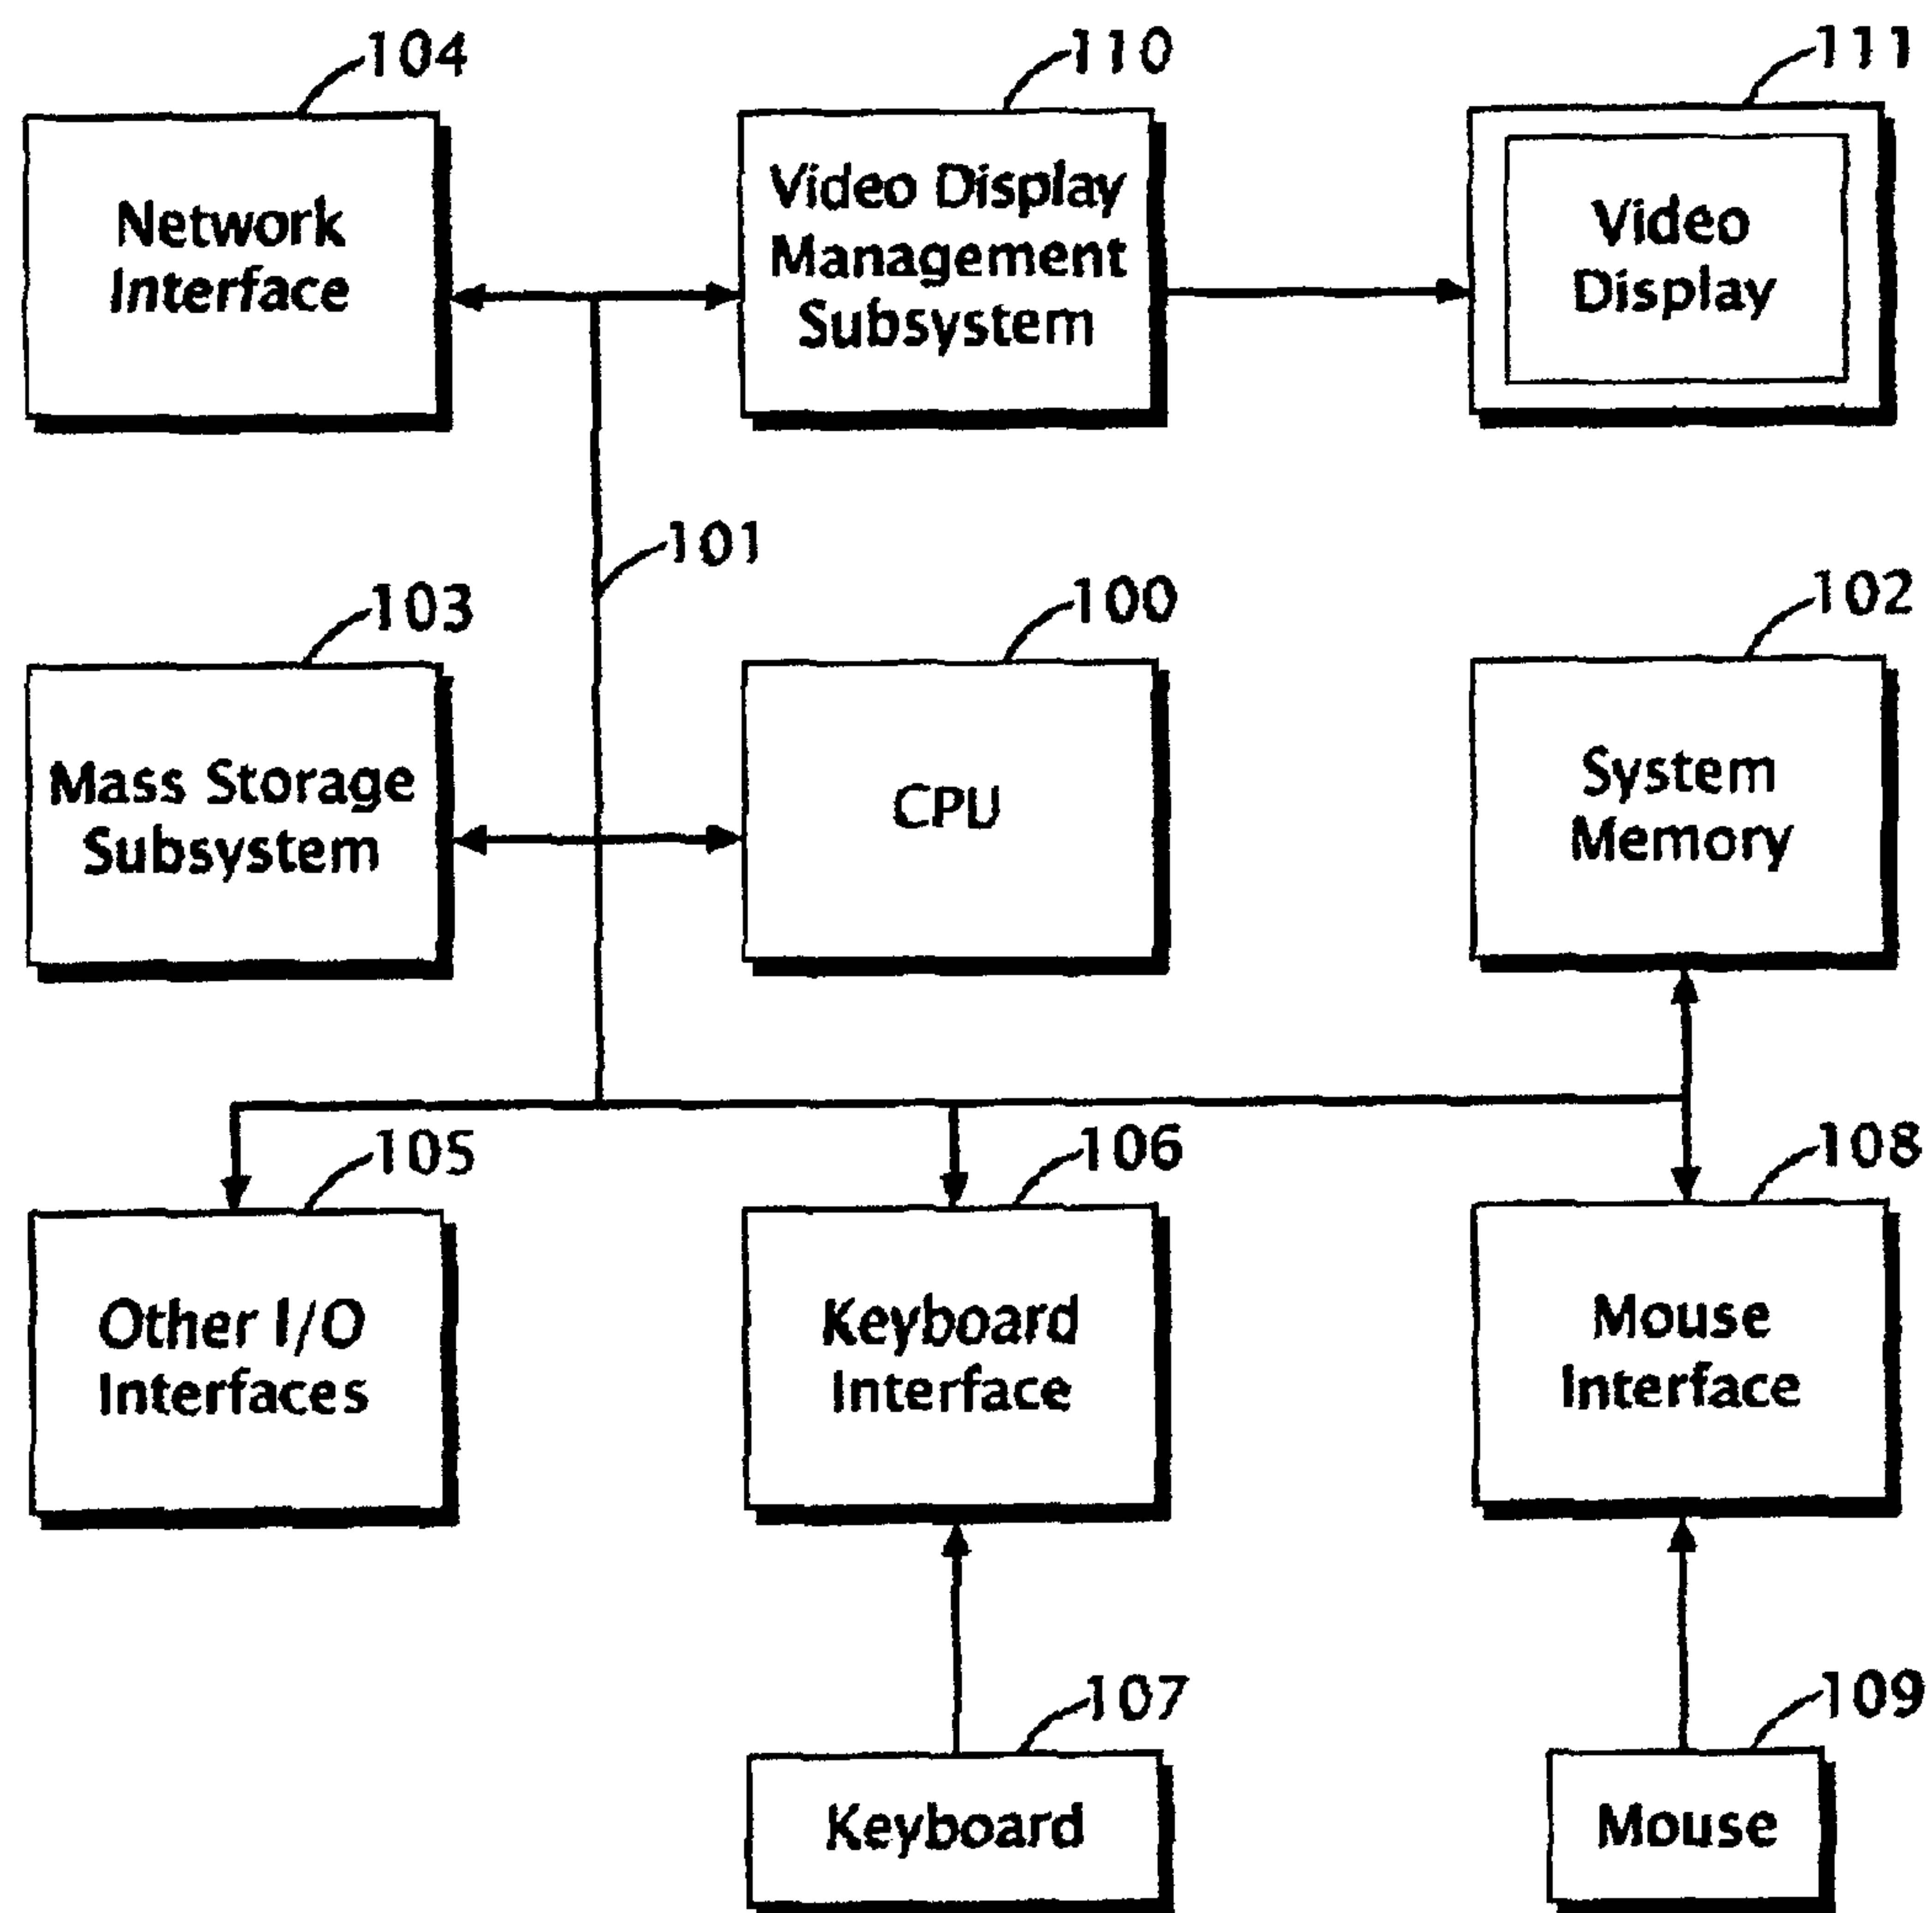 104
110
111
Network
Interface
Video Display
Management
Subsystem
Video
Display
101
103
100
102
Mass Storage
Subsystem
CPU
System
Memory
105
106
108
Other I/O
Interfaces
Keyboard
Interface
Mouse
Interface
107
109
Keyboard
Mouse